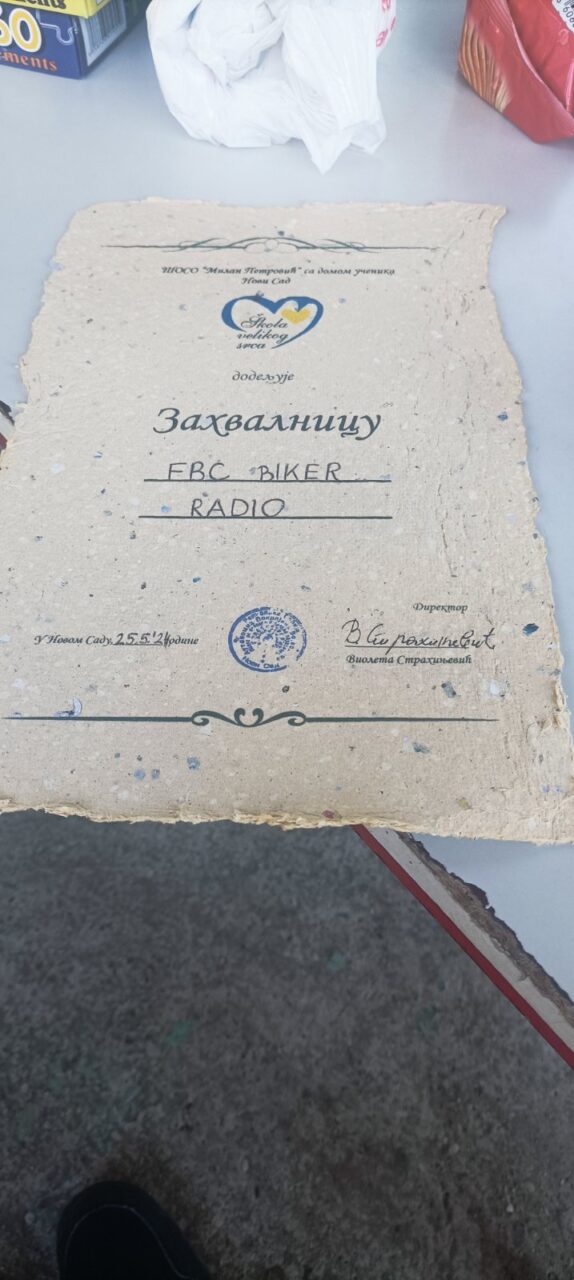 60
ШОСО "Милан Петровић" са домом ученика
Нови Сад
Škola
velikog
srca
додељује
Захвалницу
FBC BIKER
RADIO
Директор
У Новом Саду, 25.5.'24 године
Виолета Страхињевић